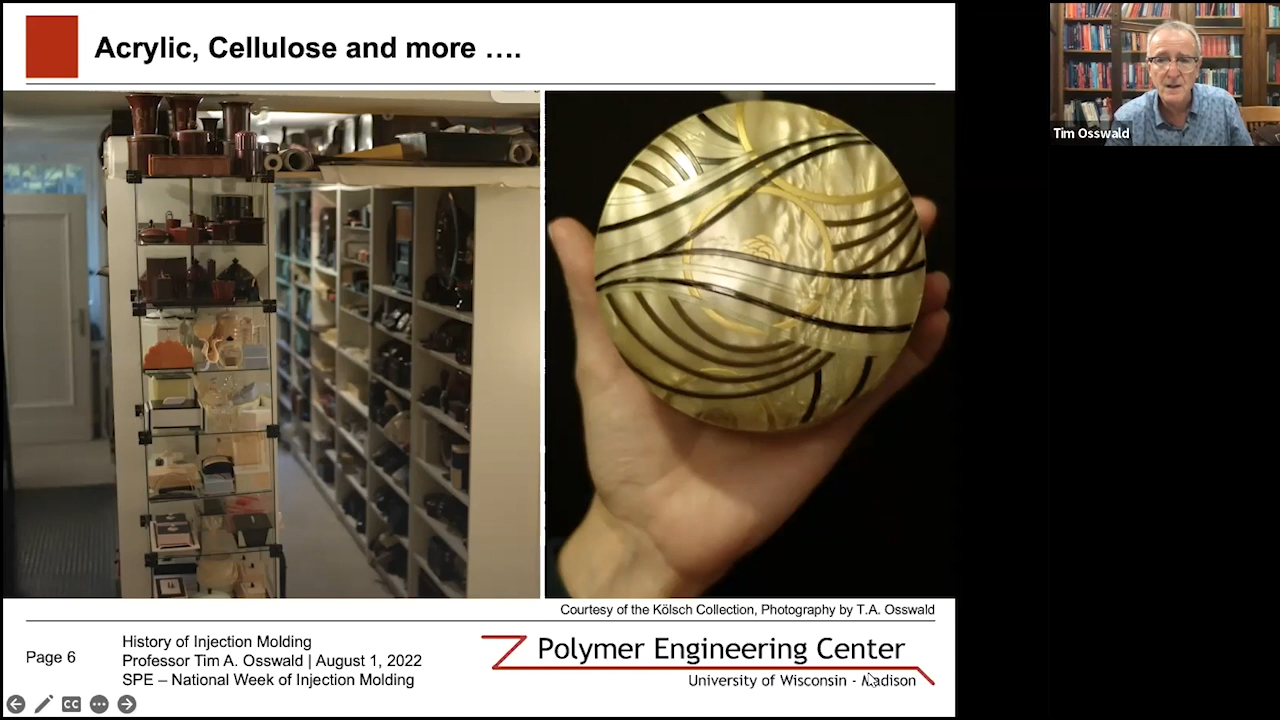 Acrylic, Cellulose and more ….
Tim Osswald
Courtesy of the Kölsch Collection, Photography by T.A. Osswald
Page 6
History of Injection Molding
Professor Tim A. Osswald | August 1, 2022
SPE – National Week of Injection Molding
Polymer Engineering Center
University of Wisconsin - Madison
CC